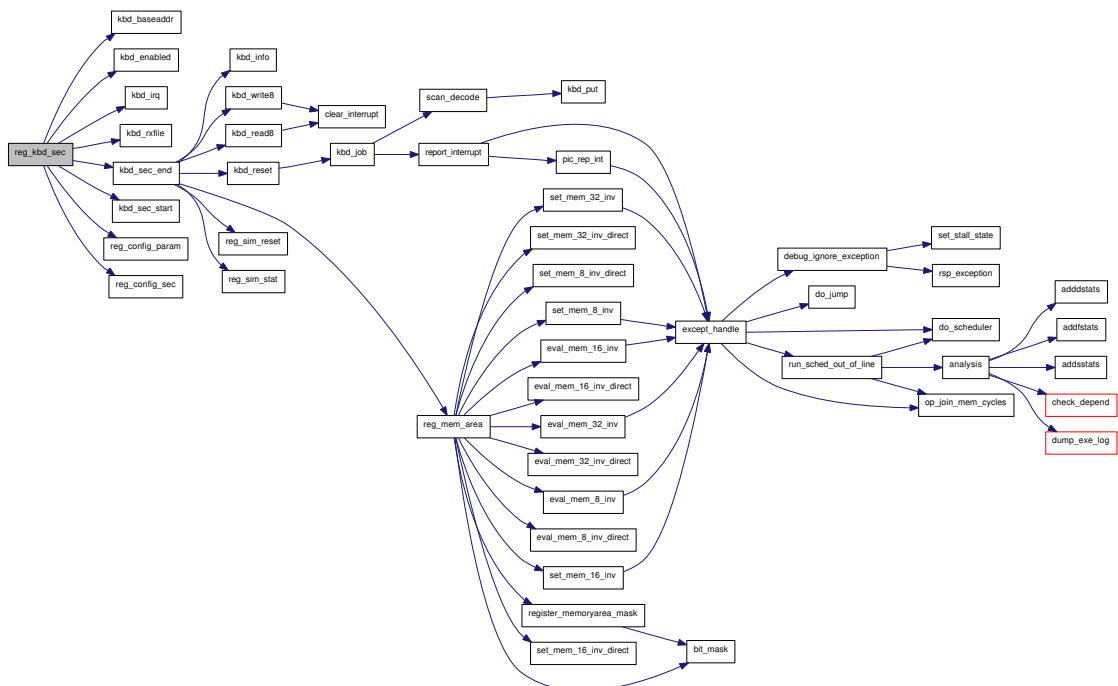 reg_kbd_sec
kbd_baseaddr
kbd_enabled
kbd_irq
kbd_rxfile
kbd_sec_end
kbd_sec_start
reg_config_param
reg_config_sec
kbd_info
kbd_write8
kbd_read8
kbd_reset
reg_sim_reset
reg_sim_stat
clear_interrupt
kbd_job
scan_decode
report_interrupt
reg_mem_area
kbd_put
pic_rep_int
set_mem_32_inv
set_mem_32_inv_direct
set_mem_8_inv_direct
set_mem_8_inv
eval_mem_16_inv
eval_mem_16_inv_direct
eval_mem_32_inv
eval_mem_32_inv_direct
eval_mem_8_inv
eval_mem_8_inv_direct
set_mem_16_inv
register_memoryarea_mask
set_mem_16_inv_direct
except_handle
bit_mask
debug_ignore_exception
do_jump
run_sched_out_of_line
set_stall_state
rsp_exception
do_scheduler
analysis
op_join_mem_cycles
adddstats
addfstats
addsstats
check_depend
dump_exe_log